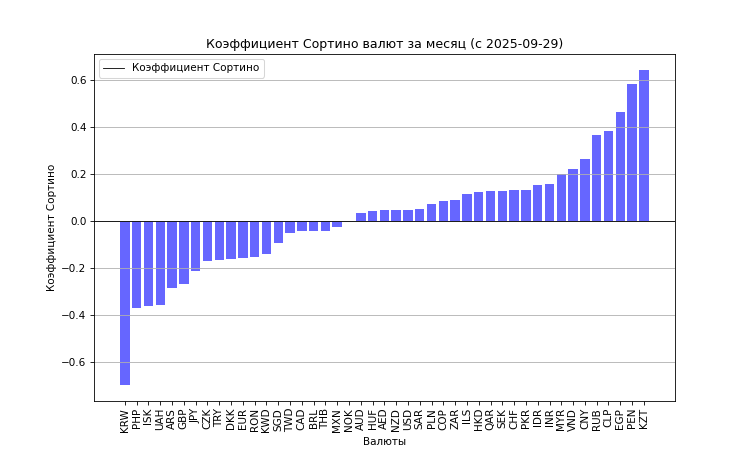 Коэффициент Сортино валют за месяц (с 2025-09-29)
Коэффициент Сортино
Коэффициент Сортино
0.6
0.4
0.2
0.0
−0.2
−0.4
−0.6
KRW PHP ISK UAH ARS GBP JPY CZK TRY DKK EUR RON KWD SGD TWD CAD BRL THB MXN NOK AUD HUF AED NZD USD SAR PLN COP ZAR ILS HKD QAR SEK CHF PKR IDR INR MYR VND CNY RUB CLP EGP PEN KZT
Валюты